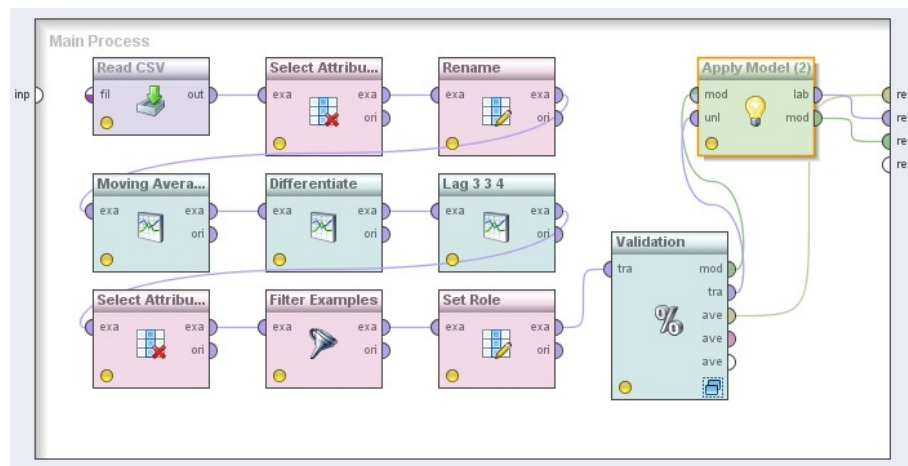 Main Process
Read CSV
Select Attribu...
Rename
Apply Model (2)
inp
fil
out
exa
exa
ori
exa
exa
ori
mod
unl
lab
mod
re
re
re
re
Moving Avera...
Differentiate
Lag 3 3 4
exa
exa
ori
exa
exa
ori
exa
exa
ori
Validation
tra
mod
tra
ave
ave
ave
%
Select Attribu...
Filter Examples
Set Role
exa
exa
ori
exa
exa
ori
exa
exa
ori